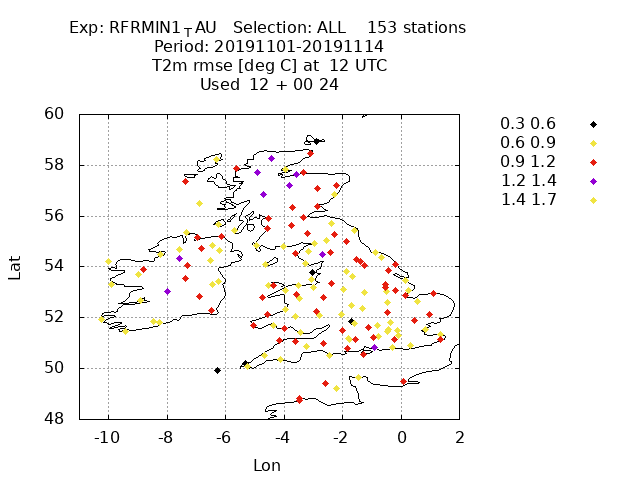 Exp: RFRMIN1_TAU Selection: ALL 153 stations
Period: 20191101-20191114
T2m rmse [deg C] at 12 UTC
Used 12 + 00 24
60
58
56
54
52
50
48
Lat
-10 -8 -6 -4 -2 0 2
Lon
0.3 0.6
0.6 0.9
0.9 1.2
1.2 1.4
1.4 1.7